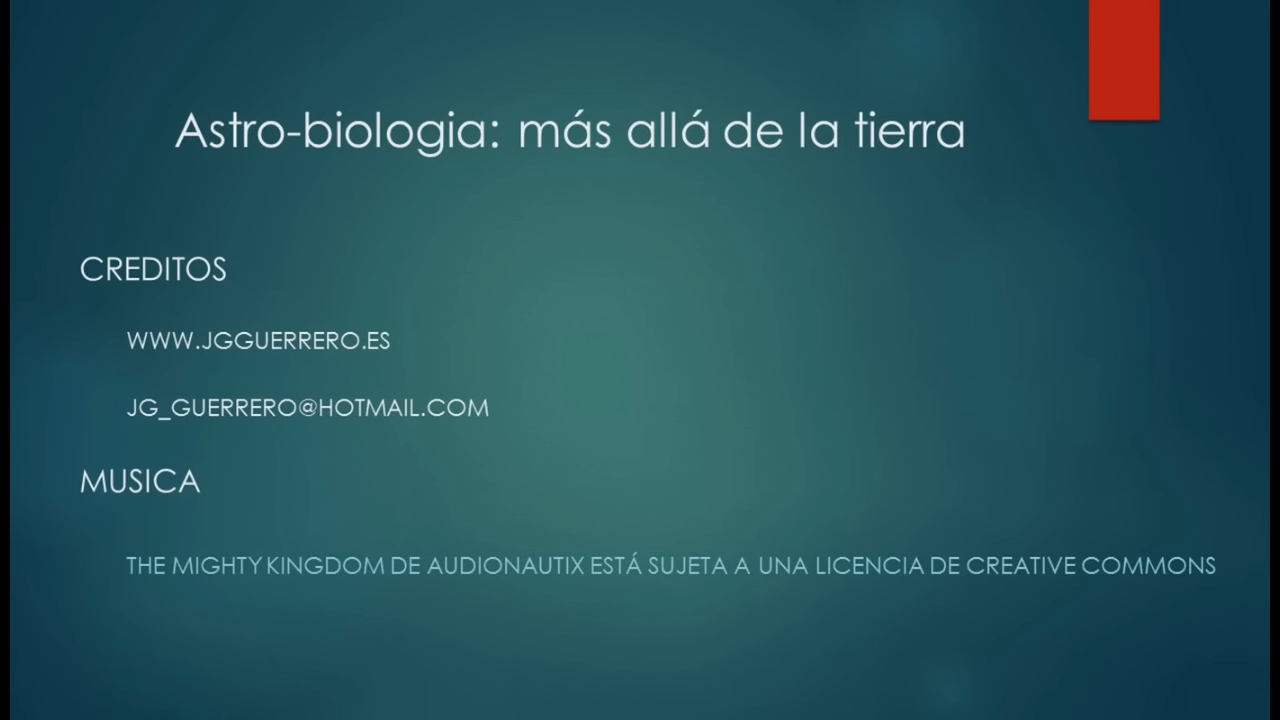 Astro-biologia: más allá de la tierra
CREDITOS
WWW.JGGUERRERO.ES
JG_GUERRERO@HOTMAIL.COM
MUSICA
THE MIGHTY KINGDOM DE AUDIONAUTIX ESTÁ SUJETA A UNA LICENCIA DE CREATIVE COMMONS